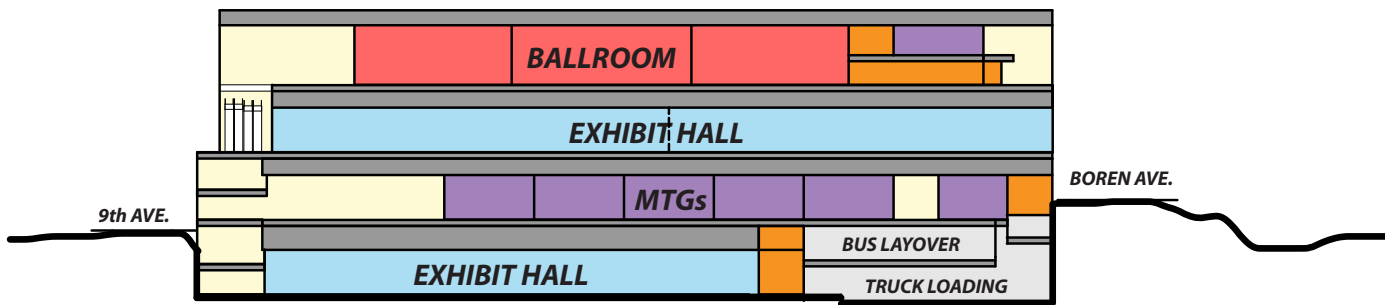 BALLROOM
EXHIBIT HALL
BOREN AVE.
MTGs
9th AVE.
BUS LAYOVER
EXHIBIT HALL
TRUCK LOADING